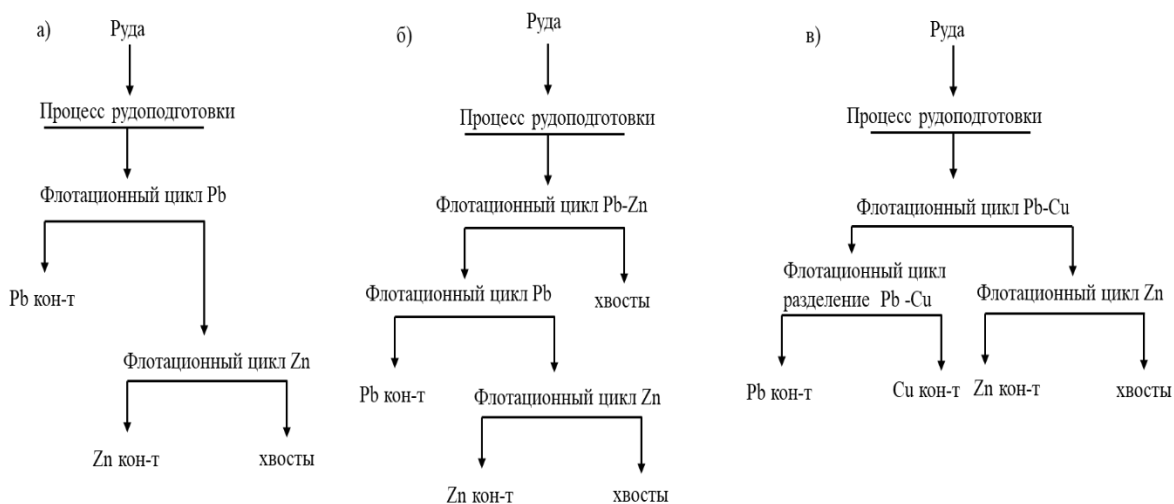 а)
Руда
Процесс рудоподготовки
Флотационный цикл Pb
Pb кон-т
Флотационный цикл Zn
Zn кон-т
хвосты
б)
Руда
Процесс рудоподготовки
Флотационный цикл Pb-Zn
Флотационный цикл Pb
хвосты
Pb кон-т
Флотационный цикл Zn
Zn кон-т
хвосты
в)
Руда
Процесс рудоподготовки
Флотационный цикл Pb-Cu
Флотационный цикл
разделение Pb -Cu
Флотационный цикл Zn
Pb кон-т
Cu кон-т
Zn кон-т
хвосты